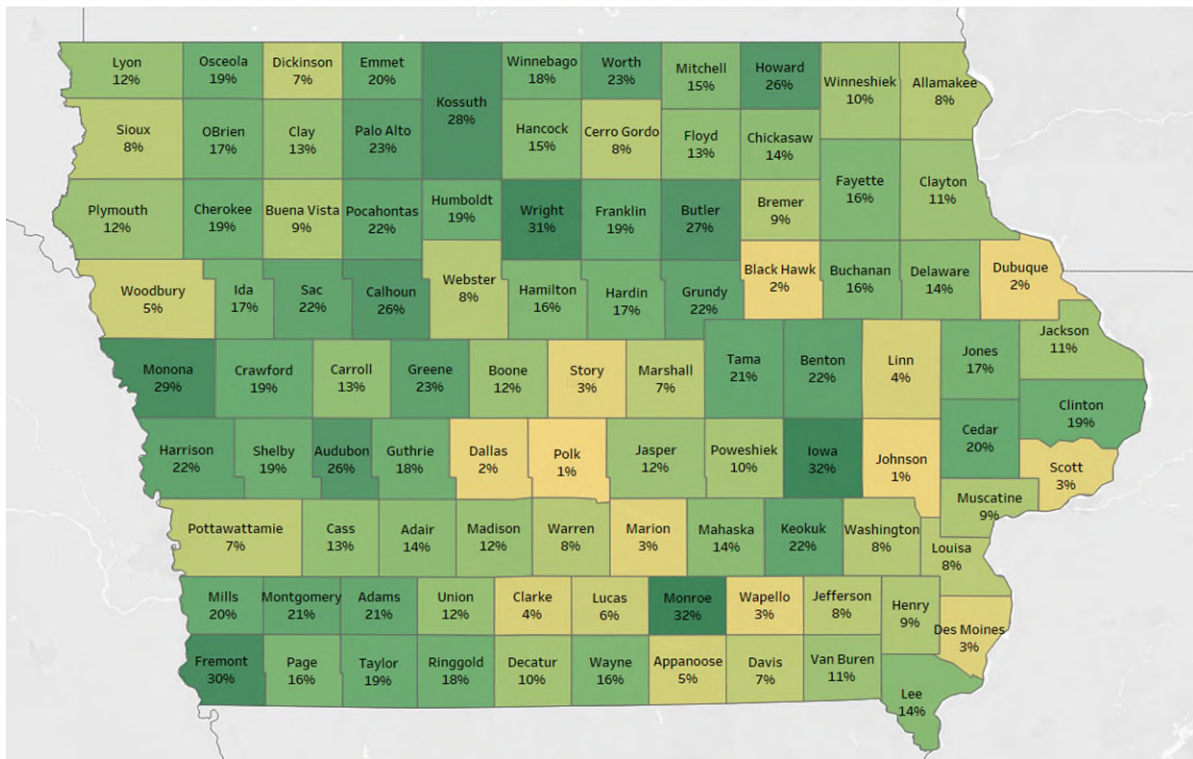 Lyon
12%
Osceola
19%
Dickinson
7%
Emmet
20%
Kossuth
28%
Winnebago
18%
Worth
23%
Mitchell
15%
Howard
26%
Winneshiek
10%
Allamakee
8%
Sioux
8%
OBrien
17%
Clay
13%
Palo Alto
23%
Hancock
15%
Cerro Gordo
8%
Floyd
13%
Chickasaw
14%
Fayette
16%
Clayton
11%
Plymouth
12%
Cherokee
19%
Buena Vista
9%
Pocahontas
22%
Humboldt
19%
Wright
31%
Franklin
19%
Butler
27%
Bremer
9%
Woodbury
5%
Ida
17%
Sac
22%
Calhoun
26%
Webster
8%
Hamilton
16%
Hardin
17%
Grundy
22%
Black Hawk
2%
Buchanan
16%
Delaware
14%
Dubuque
2%
Monona
29%
Crawford
19%
Carroll
13%
Greene
23%
Boone
12%
Story
3%
Marshall
7%
Tama
21%
Benton
22%
Linn
4%
Jones
17%
Jackson
11%
Clinton
19%
Harrison
22%
Shelby
19%
Audubon
26%
Guthrie
18%
Dallas
2%
Polk
1%
Jasper
12%
Poweshiek
10%
Iowa
32%
Johnson
1%
Cedar
20%
Scott
3%
Muscatine
9%
Pottawattamie
7%
Cass
13%
Adair
14%
Madison
12%
Warren
8%
Marion
3%
Mahaska
14%
Keokuk
22%
Washington
8%
Louisa
8%
Mills
20%
Montgomery
21%
Adams
21%
Union
12%
Clarke
4%
Lucas
6%
Monroe
32%
Wapello
3%
Jefferson
8%
Henry
9%
Des Moines
3%
Fremont
30%
Page
16%
Taylor
19%
Ringgold
18%
Decatur
10%
Wayne
16%
Appanoose
5%
Davis
7%
Van Buren
11%
Lee
14%